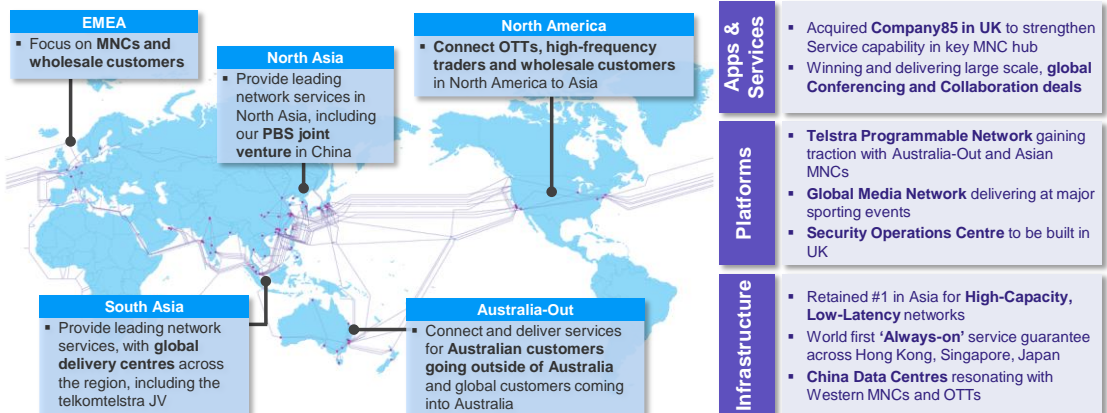 EMEA
▪ Focus on MNCs and
wholesale customers
North Asia
▪ Provide leading
network services in
North Asia, including
our PBS joint
venture in China
North America
▪ Connect OTTs, high-frequency
traders and wholesale customers
in North America to Asia
South Asia
▪ Provide leading network
services, with global
delivery centres across
the region, including the
telkomtelstra JV
Australia-Out
▪ Connect and deliver services
for Australian customers
going outside of Australia
and global customers coming
into Australia
Apps &
Services
▪ Acquired Company85 in UK to strengthen
Service capability in key MNC hub
▪ Winning and delivering large scale, global
Conferencing and Collaboration deals
Platforms
▪ Telstra Programmable Network gaining
traction with Australia-Out and Asian
MNCs
▪ Global Media Network delivering at major
sporting events
▪ Security Operations Centre to be built in
UK
Infrastructure
▪ Retained #1 in Asia for High-Capacity,
Low-Latency networks
▪ World first ‘Always-on’ service guarantee
across Hong Kong, Singapore, Japan
▪ China Data Centres resonating with
Western MNCs and OTTs